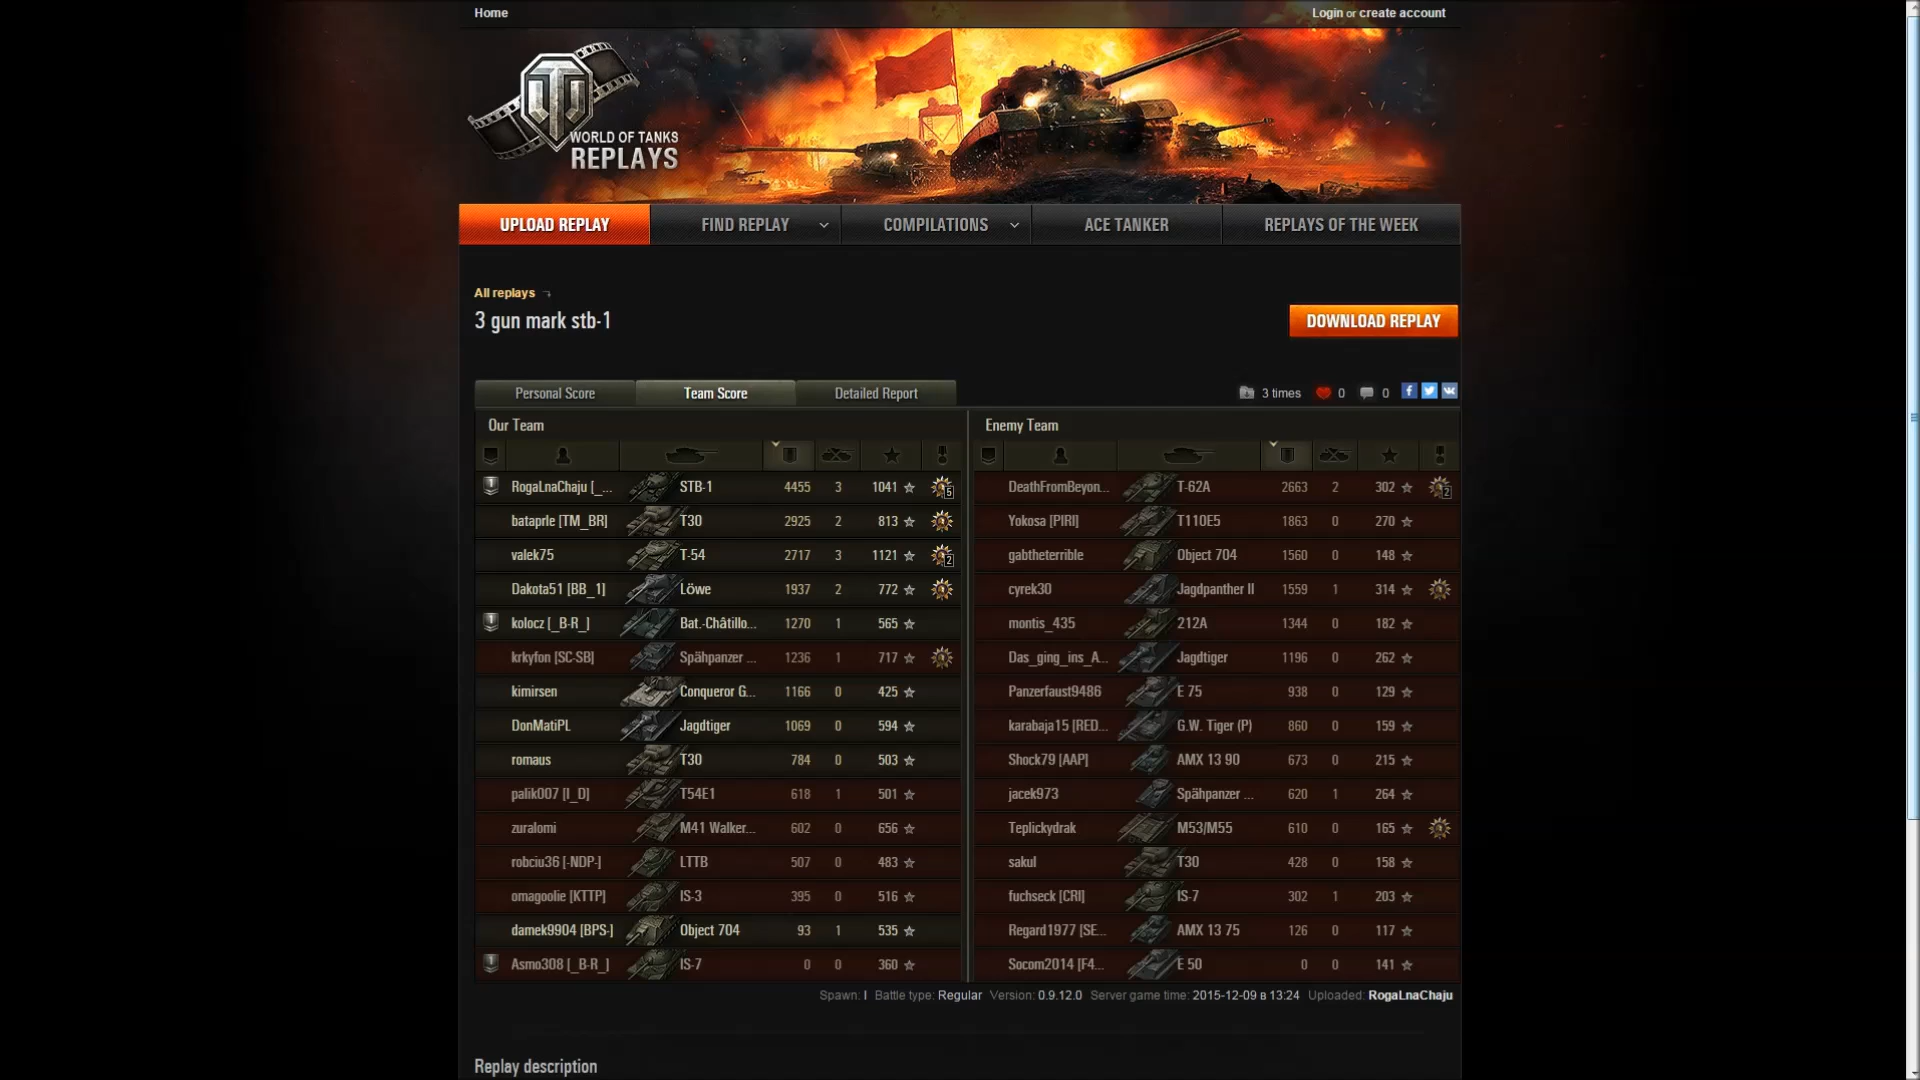 Home
Login or create account
WORLD OF TANKS
REPLAYS
UPLOAD REPLAY
FIND REPLAY
COMPILATIONS
ACE TANKER
REPLAYS OF THE WEEK
All replays
3 gun mark stb-1
DOWNLOAD REPLAY
Personal Score
Team Score
Detailed Report
3 times 0 0
Our Team
RogaLnaChaju [_... STB-1 4455 3 1041 5
bataprle [TM_BR] T30 2925 2 813
valek75 T-54 2717 3 1121 2
Dakota51 [BB_1] Löwe 1937 2 772
kolocz [_B-R_] Bat.-Châtillo... 1270 1 565
krkyfon [SC-SB] Spähpanzer ... 1236 1 717
kimirsen Conqueror G... 1166 0 425
DonMatiPL Jagdtiger 1069 0 594
romaus T30 784 0 503
palik007 [I_D] T54E1 618 1 501
zuralomi M41 Walker... 602 0 656
robciu36 [-NDP-] LTTB 507 0 483
omagoolie [KTTP] IS-3 395 0 516
damek9904 [BPS-] Object 704 93 1 535
Asmo308 [_B-R_] IS-7 0 0 360
Enemy Team
DeathFromBeyon... T-62A 2663 2 302 2
Yokosa [PIRI] T110E5 1863 0 270
gabtheterrible Object 704 1560 0 148
cyrek30 Jagdpanther II 1559 1 314
montis_435 212A 1344 0 182
Das_ging_ins_A... Jagdtiger 1196 0 262
Panzerfaust9486 E 75 938 0 129
karabaja15 [RED... G.W. Tiger (P) 860 0 159
Shock79 [AAP] AMX 13 90 673 0 215
jacek973 Spähpanzer ... 620 1 264
Teplickydrak M53/M55 610 0 165
sakul T30 428 0 158
fuchseck [CRI] IS-7 302 1 203
Regard1977 [SE... AMX 13 75 126 0 117
Socom2014 [F4... E 50 0 0 141
Spawn: I Battle type: Regular Version: 0.9.12.0 Server game time: 2015-12-09 в 13:24 Uploaded: RogaLnaChaju
Replay description